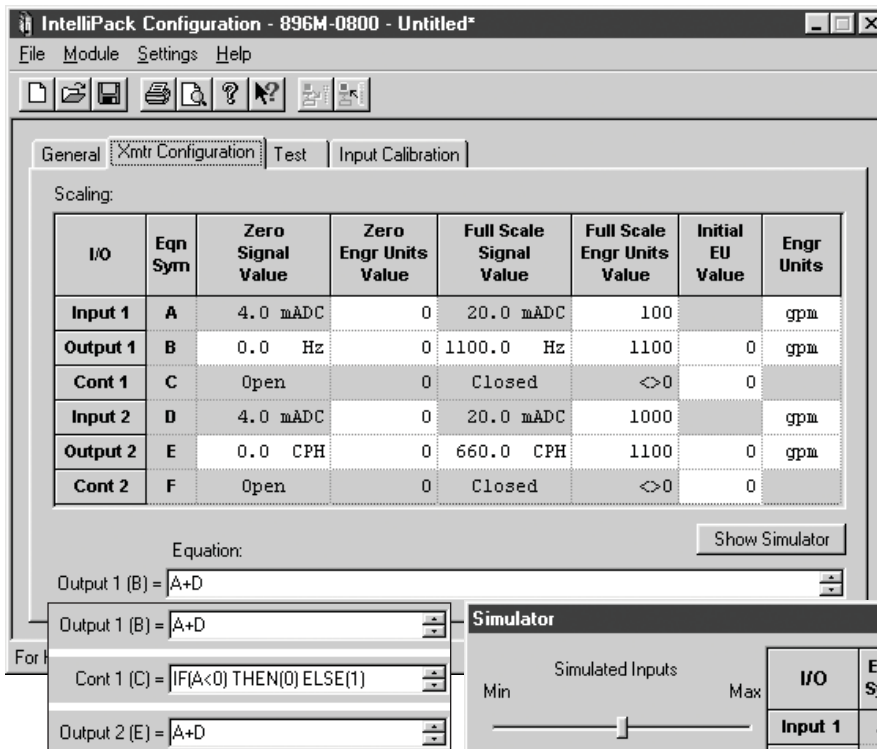 IntelliPack Configuration - 896M-0800 - Untitled*
File Module Settings Help
General Xmtr Configuration Test Input Calibration
Scaling:
I/O Eqn Sym Zero Signal Value Zero Engr Units Value Full Scale Signal Value Full Scale Engr Units Value Initial EU Value Engr Units
Input 1 A 4.0 mADC 0 20.0 mADC 100 gpm
Output 1 B 0.0 Hz 0 1100.0 Hz 1100 0 gpm
Cont 1 C Open 0 Closed <>0 0
Input 2 D 4.0 mADC 0 20.0 mADC 1000 gpm
Output 2 E 0.0 CPH 0 660.0 CPH 1100 0 gpm
Cont 2 F Open 0 Closed <>0 0
Show Simulator
Equation:
Output 1 (B) = A+D
Output 1 (B) = A+D
Cont 1 (C) = IF(A<0) THEN(0) ELSE(1)
Output 2 (E) = A+D
For
Simulator
Simulated Inputs
Min Max
I/O
Input 1